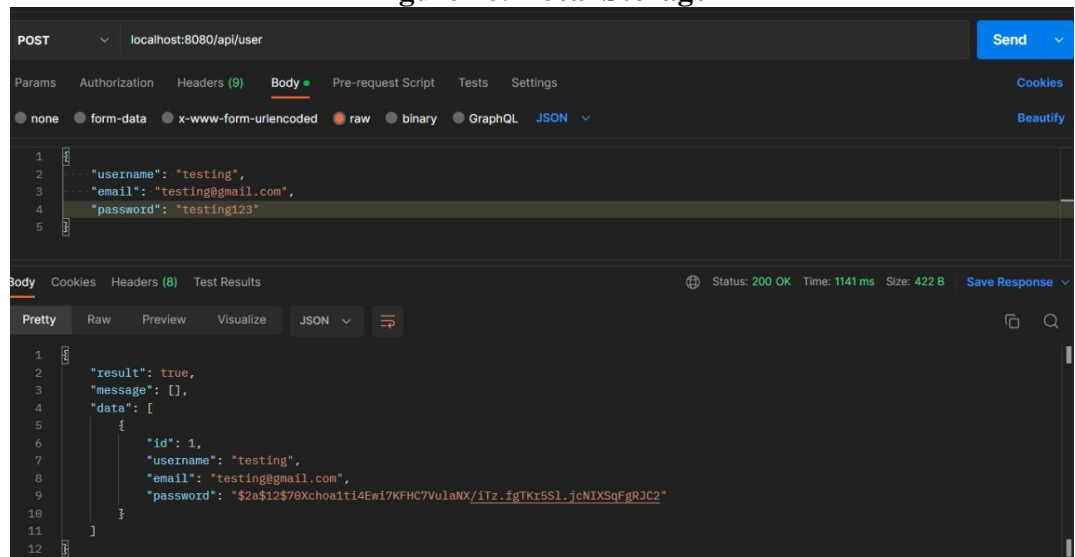 POST localhost:8080/api/user Send
Params Authorization Headers (9) Body Pre-request Script Tests Settings Cookies
none form-data x-www-form-urlencoded raw binary GraphQL JSON Beautify
1 {
2 "username": "testing",
3 "email": "testing@gmail.com",
4 "password": "testing123"
5 }
Body Cookies Headers (8) Test Results Status: 200 OK Time: 1141 ms Size: 422 B Save Response
Pretty Raw Preview Visualize JSON
1 {
2 "result": true,
3 "message": [],
4 "data": [
5 {
6 "id": 1,
7 "username": "testing",
8 "email": "testing@gmail.com",
9 "password": "$2a$12$70Xchoa1ti4Ewi7KFHC7VulaNX/iTz.fgTKr5Sl.jcNIXSqFgRJC2"
10 }
11 ]
12 }